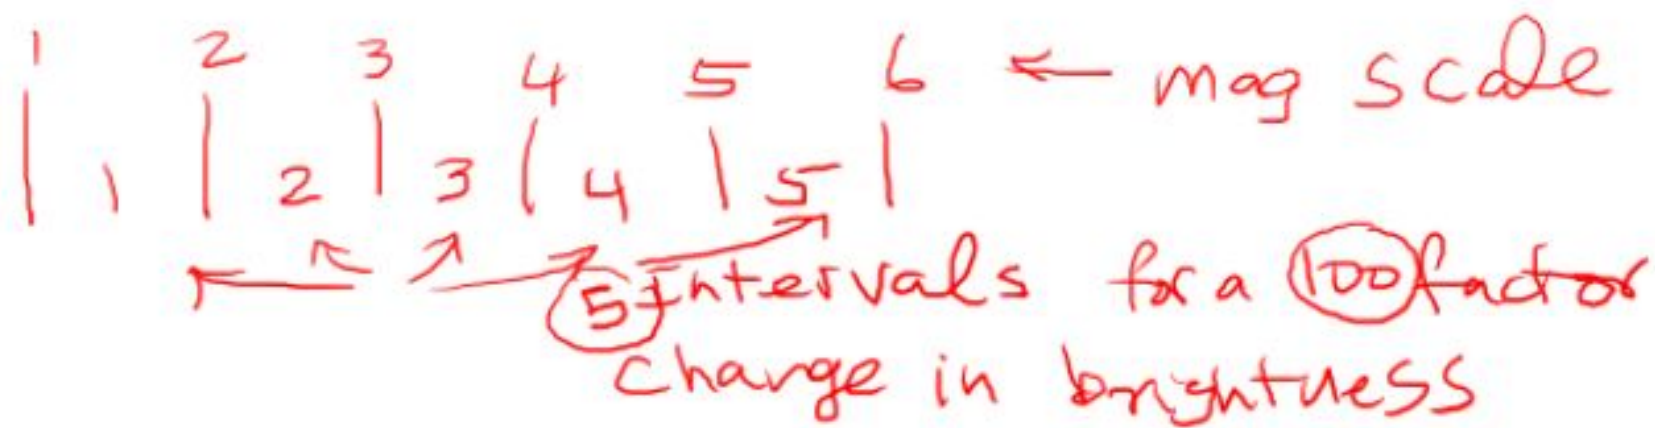 1 2 3 4 5 6 ← mag scale
1 2 3 4 5
5 intervals for a 100 factor
change in brightness